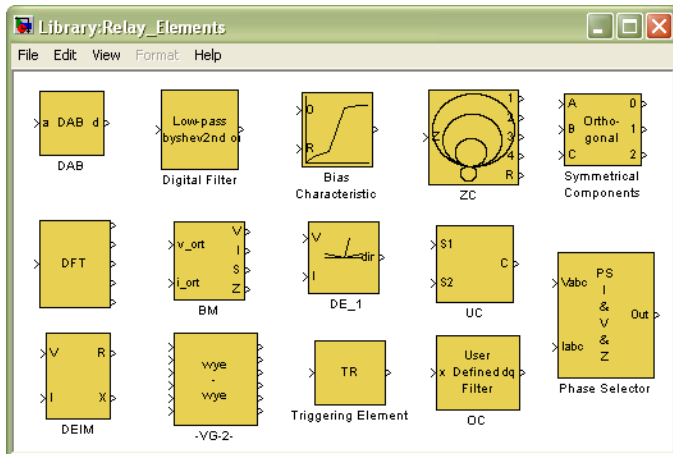 Library:Relay_Elements
File Edit View Format Help
a DAB d
DAB
Low-pass
byshev2nd o
Digital Filter
O
R
Bias
Characteristic
Z
1
2
3
4
R
ZC
A
B
C
Ortho-
gonal
0
1
2
Symmetrical
Components
DFT
v_ort
i_ort
V
I
S
Z
BM
V
I
dir
DE_1
S1
S2
C
UC
Vabc
Iabc
PS
I
&
V
&
Z
Out
Phase Selector
V R
I X
DEIM
wye
-
wye
-VG-2-
TR
Triggering Element
User
x Defined dq
Filter
OC